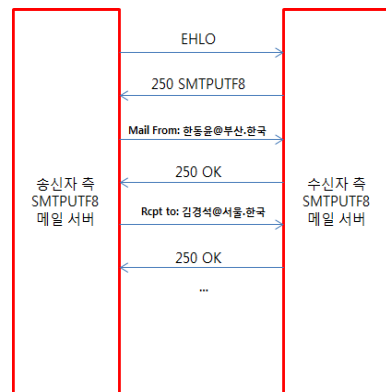 EHLO
250 SMTPUTF8
Mail From: 한동윤@부산.한국
250 OK
Rcpt to: 김경석@서울.한국
250 OK
...
송신자 측
SMTPUTF8
메일 서버
수신자 측
SMTPUTF8
메일 서버